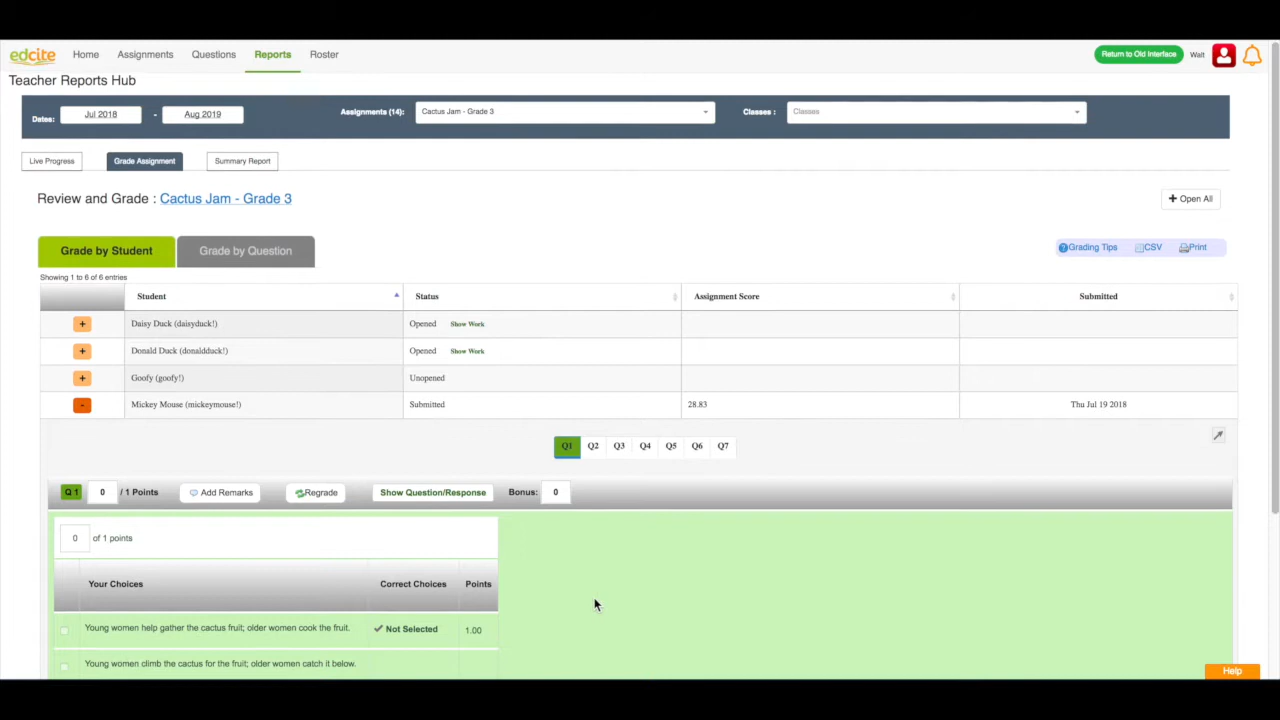 edcite Home Assignments Questions Reports Roster Return to Old Interface Walt
Teacher Reports Hub
Dates: Jul 2018 - Aug 2019 Assignments (14): Cactus Jam - Grade 3 Classes : Classes
Live Progress Grade Assignment Summary Report
Review and Grade : Cactus Jam - Grade 3 + Open All
Grade by Student Grade by Question ?Grading Tips CSV Print
Showing 1 to 6 of 6 entries
Student Status Assignment Score Submitted
+ Daisy Duck (daisyduck!) Opened Show Work
+ Donald Duck (donaldduck!) Opened Show Work
+ Goofy (goofy!) Unopened
- Mickey Mouse (mickeymouse!) Submitted 28.83 Thu Jul 19 2018
Q1 Q2 Q3 Q4 Q5 Q6 Q7
Q 1 0 / 1 Points Add Remarks Regrade Show Question/Response Bonus: 0
0 of 1 points
Your Choices Correct Choices Points
Young women help gather the cactus fruit; older women cook the fruit. ✔ Not Selected 1.00
Young women climb the cactus for the fruit; older women catch it below.
Help